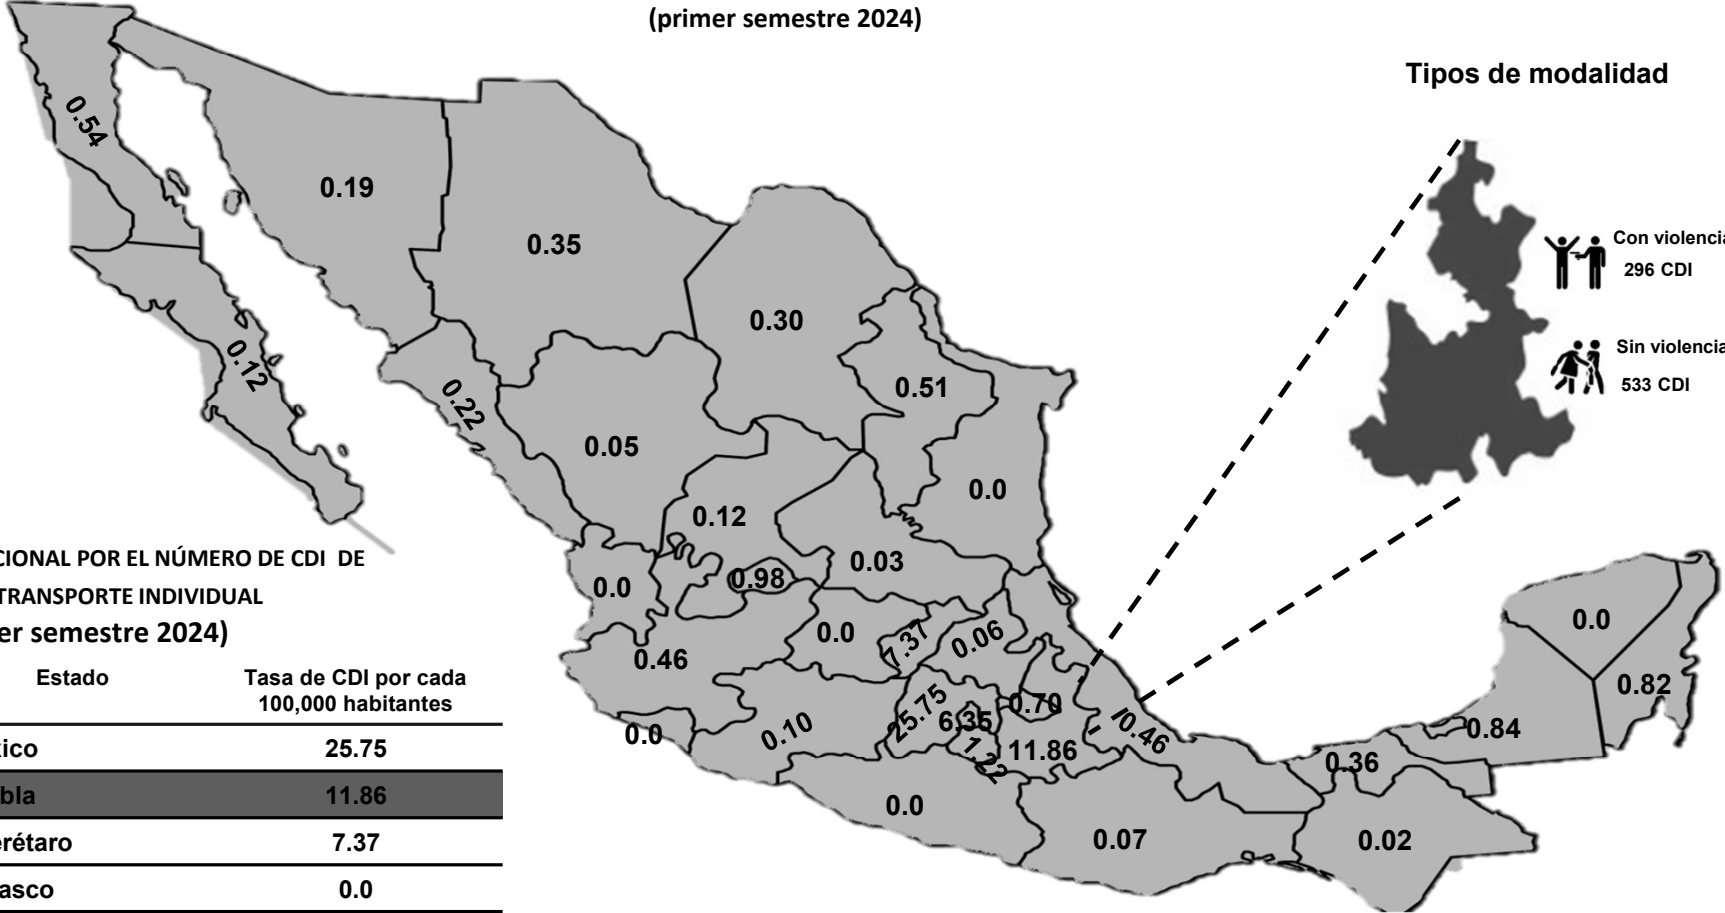 (primer semestre 2024)
Tipos de modalidad
0.54
0.19
0.35
Con violencia
296 CDI
0.30
Sin violencia
533 CDI
0.12
0.22
0.51
0.05
0.0
0.12
0.03
CIONAL POR EL NÚMERO DE CDI DE
0.0
0.98
TRANSPORTE INDIVIDUAL
er semestre 2024)
0.46
0.0
7.37
0.06
0.0
Estado Tasa de CDI por cada
100,000 habitantes
0.82
25.75
6.35
0.70
0.46
0.84
0.0
0.10
1.22
11.86
0.36
xico 25.75
bla 11.86
0.0
0.07
0.02
erétaro 7.37
asco 0.0